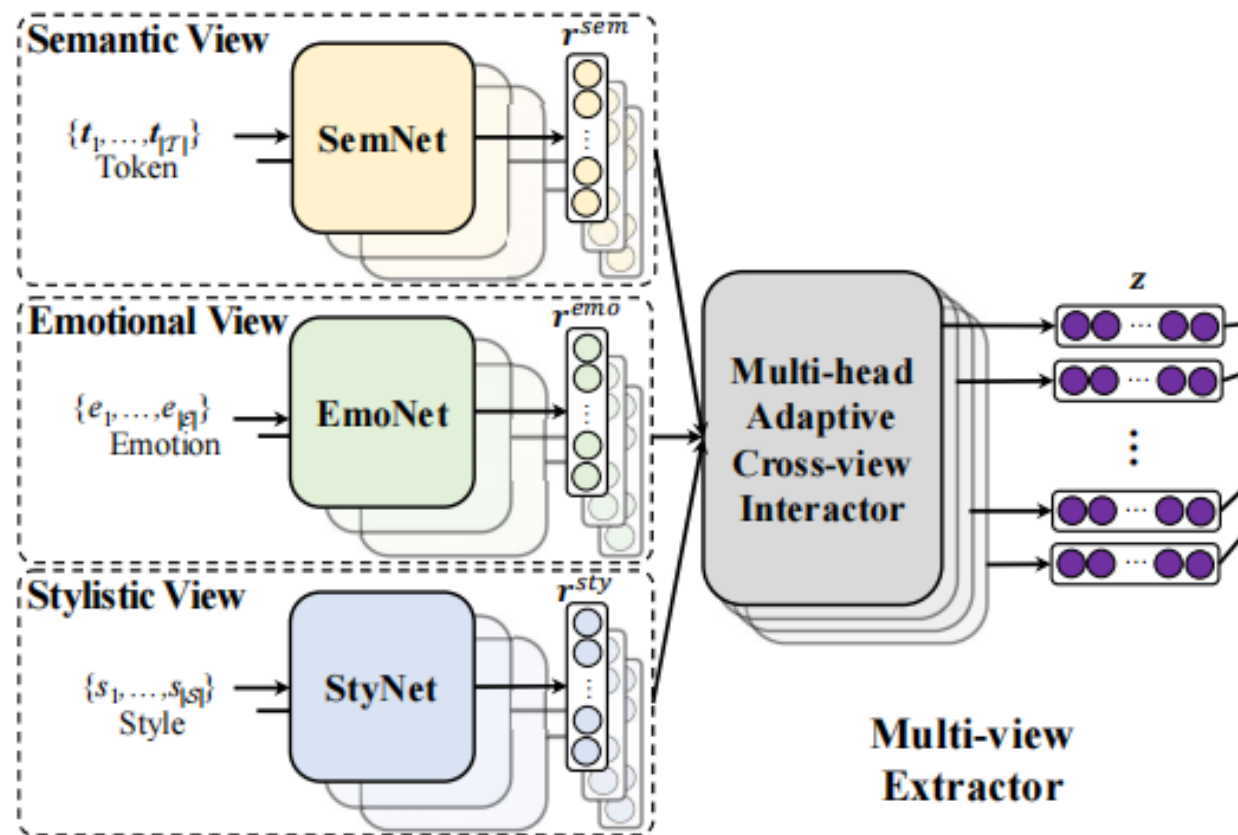 Semantic View
r^sem
{t_1,...,t_|T|}
Token
SemNet
⋮
Emotional View
r^emo
{e_1,...,e_|ε|}
Emotion
EmoNet
⋮
Stylistic View
r^sty
{s_1,...,s_|S|}
Style
StyNet
⋮
Multi-head
Adaptive
Cross-view
Interactor
z
...
...
⋮
...
...
Multi-view
Extractor